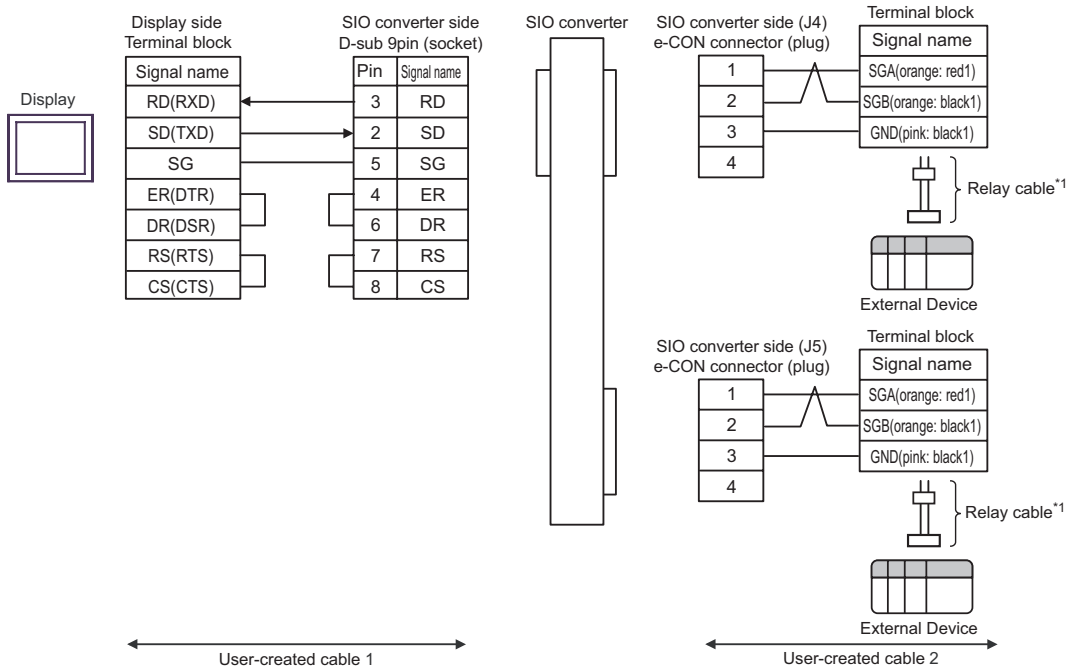 Display
Display side
Terminal block
Signal name
RD(RXD)
SD(TXD)
SG
ER(DTR)
DR(DSR)
RS(RTS)
CS(CTS)
SIO converter side
D-sub 9pin (socket)
Pin Signal name
3 RD
2 SD
5 SG
4 ER
6 DR
7 RS
8 CS
SIO converter
SIO converter side (J4)
e-CON connector (plug)
1
2
3
4
Terminal block
Signal name
SGA(orange: red1)
SGB(orange: black1)
GND(pink: black1)
Relay cable*1
External Device
SIO converter side (J5)
e-CON connector (plug)
1
2
3
4
Terminal block
Signal name
SGA(orange: red1)
SGB(orange: black1)
GND(pink: black1)
Relay cable*1
External Device
User-created cable 1
User-created cable 2